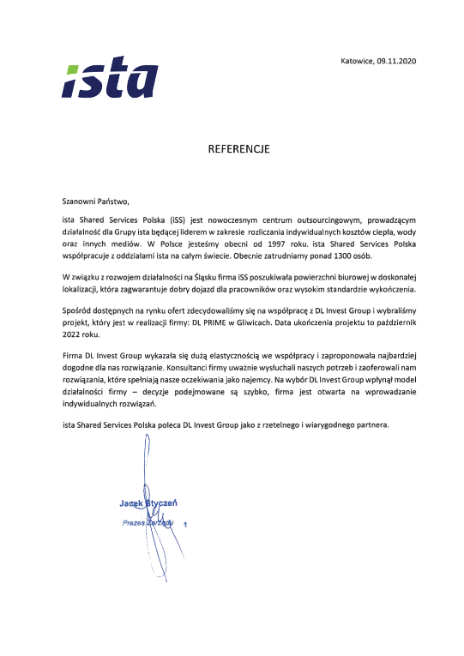 ista
Katowice, 09.11.2020
REFERENCJE
Szanowni Państwo,
ista Shared Services Polska (iSS) jest nowoczesnym centrum outsourcingowym, prowadzącym
działalność dla Grupy ista będącej liderem w zakresie rozliczania indywidualnych kosztów ciepła, wody
oraz innych mediów. W Polsce jesteśmy obecni od 1997 roku. ista Shared Services Polska
współpracuje z oddziałami ista na całym świecie. Obecnie zatrudniamy ponad 1300 osób.
W związku z rozwojem działalności na Śląsku firma iSS poszukiwała powierzchni biurowej w doskonałej
lokalizacji, która zagwarantuje dobry dojazd dla pracowników oraz wysokim standardzie wykończenia.
Spośród dostępnych na rynku ofert zdecydowaliśmy się na współpracę z DL Invest Group i wybraliśmy
projekt, który jest w realizacji firmy: DL PRIME w Gliwicach. Data ukończenia projektu to październik
2022 roku.
Firma DL Invest Group wykazała się dużą elastycznością we współpracy i zaproponowała najbardziej
dogodne dla nas rozwiązanie. Konsultanci firmy uważnie wysłuchali naszych potrzeb i zaoferowali nam
rozwiązania, które spełniają nasze oczekiwania jako najemcy. Na wybór DL Invest Group wpłynął model
działalności firmy – decyzje podejmowane są szybko, firma jest otwarta na wprowadzanie
indywidualnych rozwiązań.
ista Shared Services Polska poleca DL Invest Group jako z rzetelnego i wiarygodnego partnera.
Jacek Styczeń
Prezes Zarządu 1